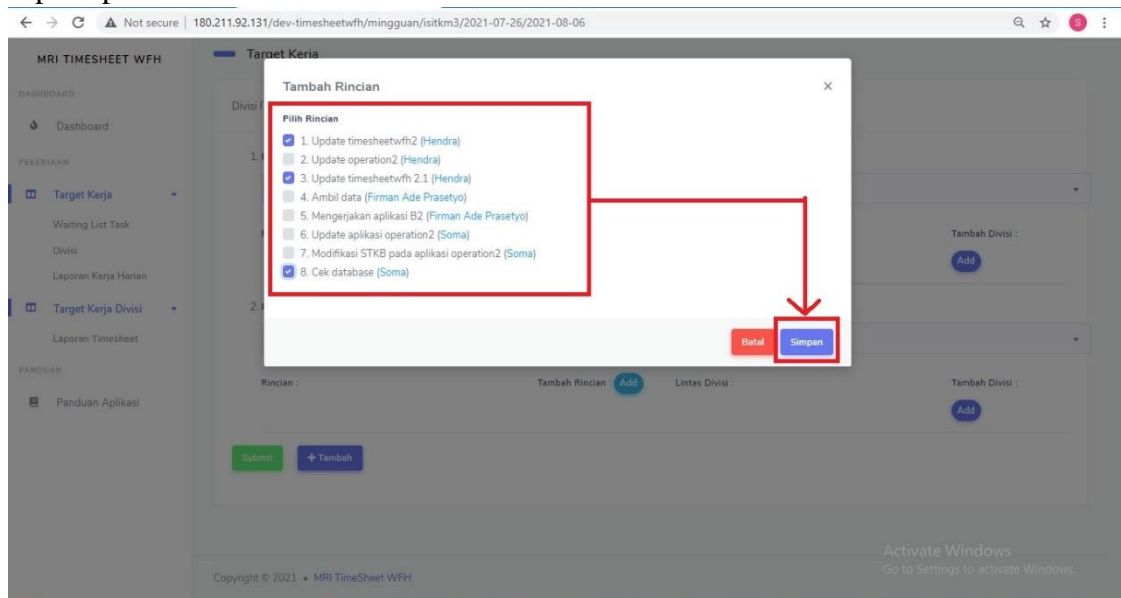 Not secure | 180.211.92.131/dev-timesheetwfh/mingguan/isitkm3/2021-07-26/2021-08-06
S
MRI TIMESHEET WFH
Target Kerja
DASHBOARD
Dashboard
PEKERJAAN
Target Kerja
Waiting List Task
Divisi
Laporan Kerja Harian
Target Kerja Divisi
Laporan Timesheet
PANDUAN
Panduan Aplikasi
Tambah Rincian
×
Divisi
Pilih Rincian
1. Update timesheetwfh2 (Hendra)
2. Update operation2 (Hendra)
3. Update timesheetwfh 2.1 (Hendra)
4. Ambil data (Firman Ade Prasetyo)
5. Mengerjakan aplikasi B2 (Firman Ade Prasetyo)
6. Update aplikasi operation2 (Soma)
7. Modifikasi STKB pada aplikasi operation2 (Soma)
8. Cek database (Soma)
1.
Tambah Divisi :
Add
2.
Batal
Simpan
Rincian :
Tambah Rincian : Add
Lintas Divisi :
Tambah Divisi :
Add
Submit
+ Tambah
Activate Windows
Go to Settings to activate Windows.
Copyright © 2021 • MRI TimeSheet WFH